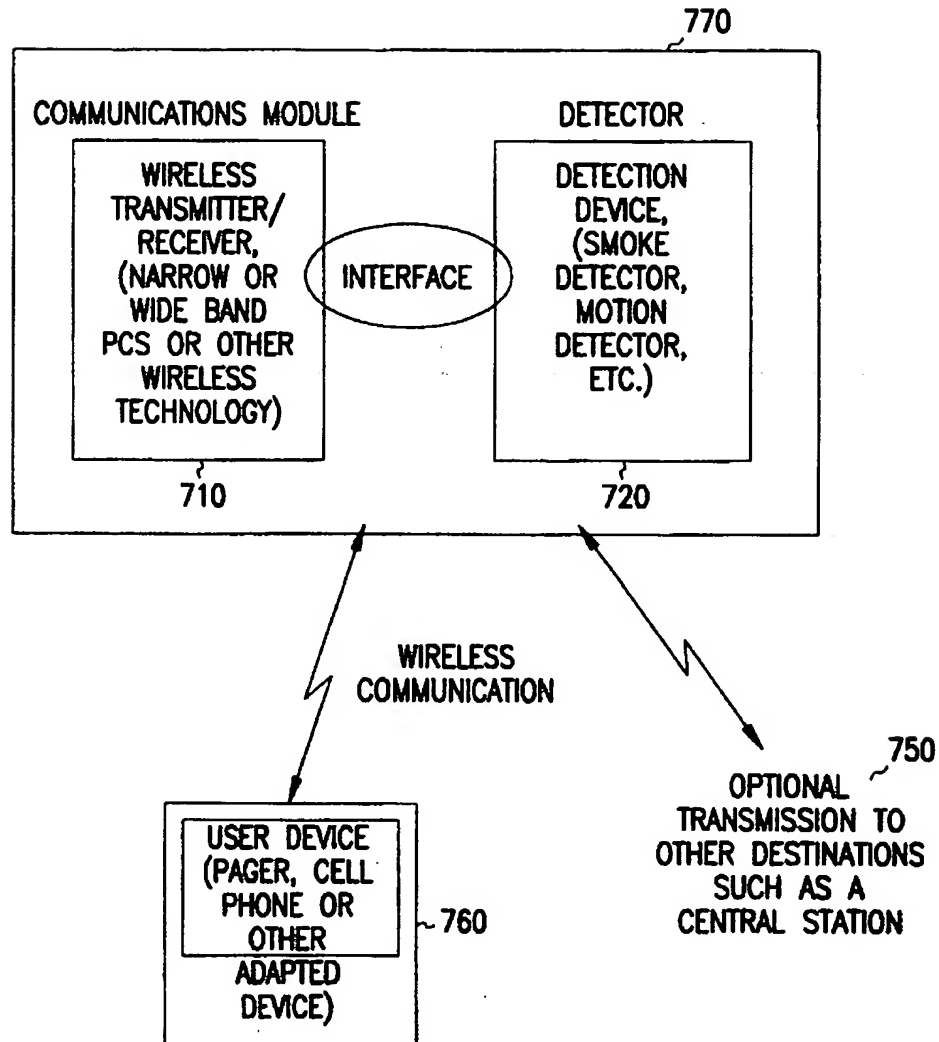 770
COMMUNICATIONS MODULE
WIRELESS
TRANSMITTER/
RECEIVER,
(NARROW OR
WIDE BAND
PCS OR OTHER
WIRELESS
TECHNOLOGY)
710
INTERFACE
DETECTOR
DETECTION
DEVICE,
(SMOKE
DETECTOR,
MOTION
DETECTOR,
ETC.)
720
WIRELESS
COMMUNICATION
USER DEVICE
(PAGER, CELL
PHONE OR
OTHER
ADAPTED
DEVICE)
760
750
OPTIONAL
TRANSMISSION TO
OTHER DESTINATIONS
SUCH AS A
CENTRAL STATION